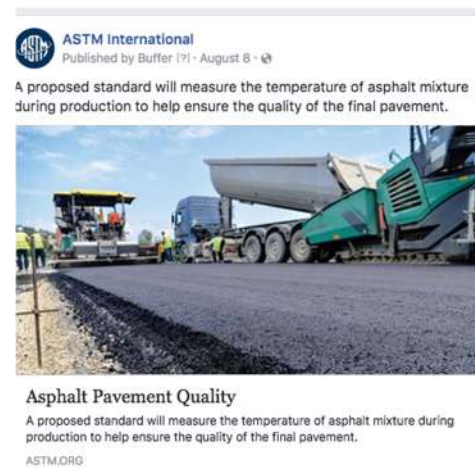 ASTM
ASTM International
Published by Buffer [?] · August 8 ·
A proposed standard will measure the temperature of asphalt mixture
during production to help ensure the quality of the final pavement.
Asphalt Pavement Quality
A proposed standard will measure the temperature of asphalt mixture during
production to help ensure the quality of the final pavement.
ASTM.ORG